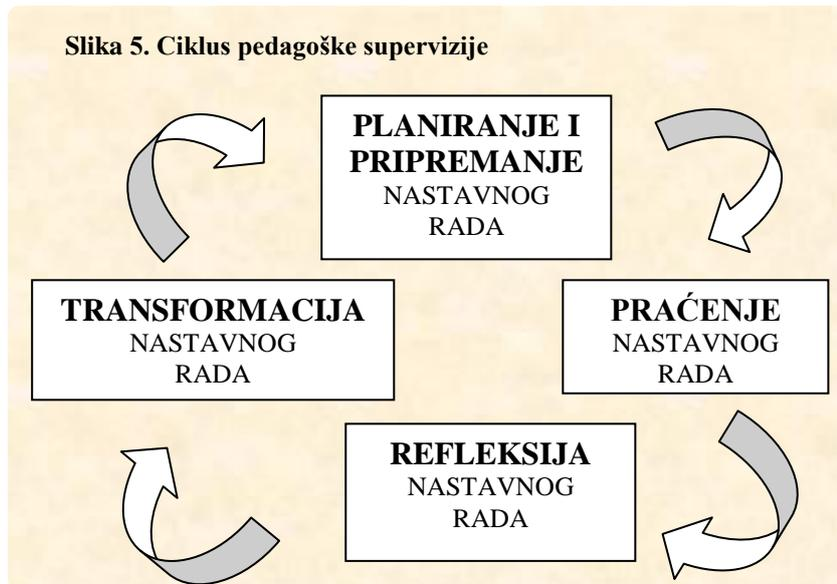 Slika 5. Ciklus pedagoške supervizije
PLANIRANJE I
PRIPREMANJE
NASTAVNOG
RADA
TRANSFORMACIJA
NASTAVNOG
RADA
PRAĆENJE
NASTAVNOG
RADA
REFLEKSIJA
NASTAVNOG
RADA